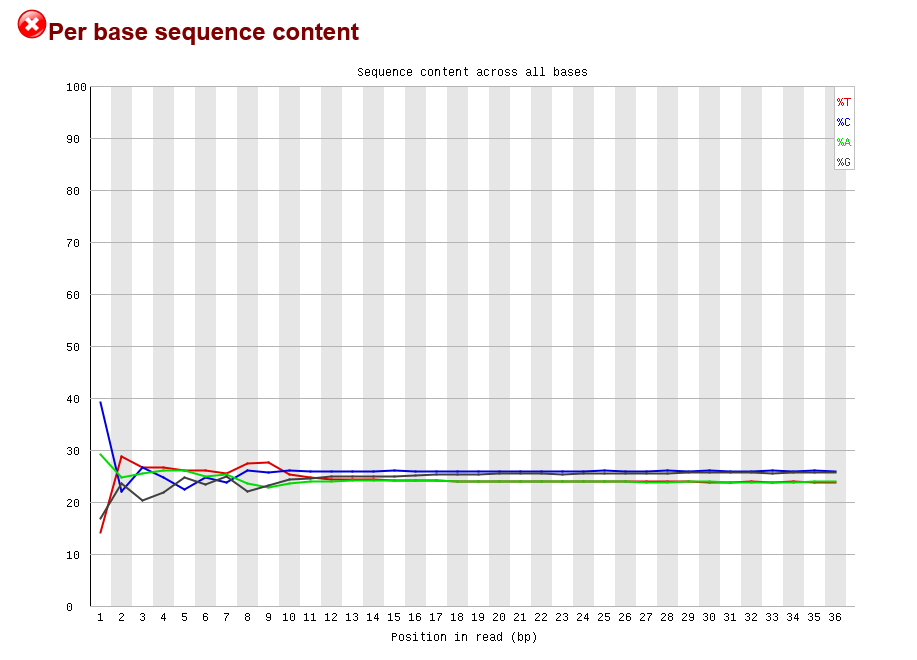 Per base sequence content
Sequence content across all bases
%T
%C
%A
%G
100
90
80
70
60
50
40
30
20
10
0
1 2 3 4 5 6 7 8 9 10 11 12 13 14 15 16 17 18 19 20 21 22 23 24 25 26 27 28 29 30 31 32 33 34 35 36
Position in read (bp)